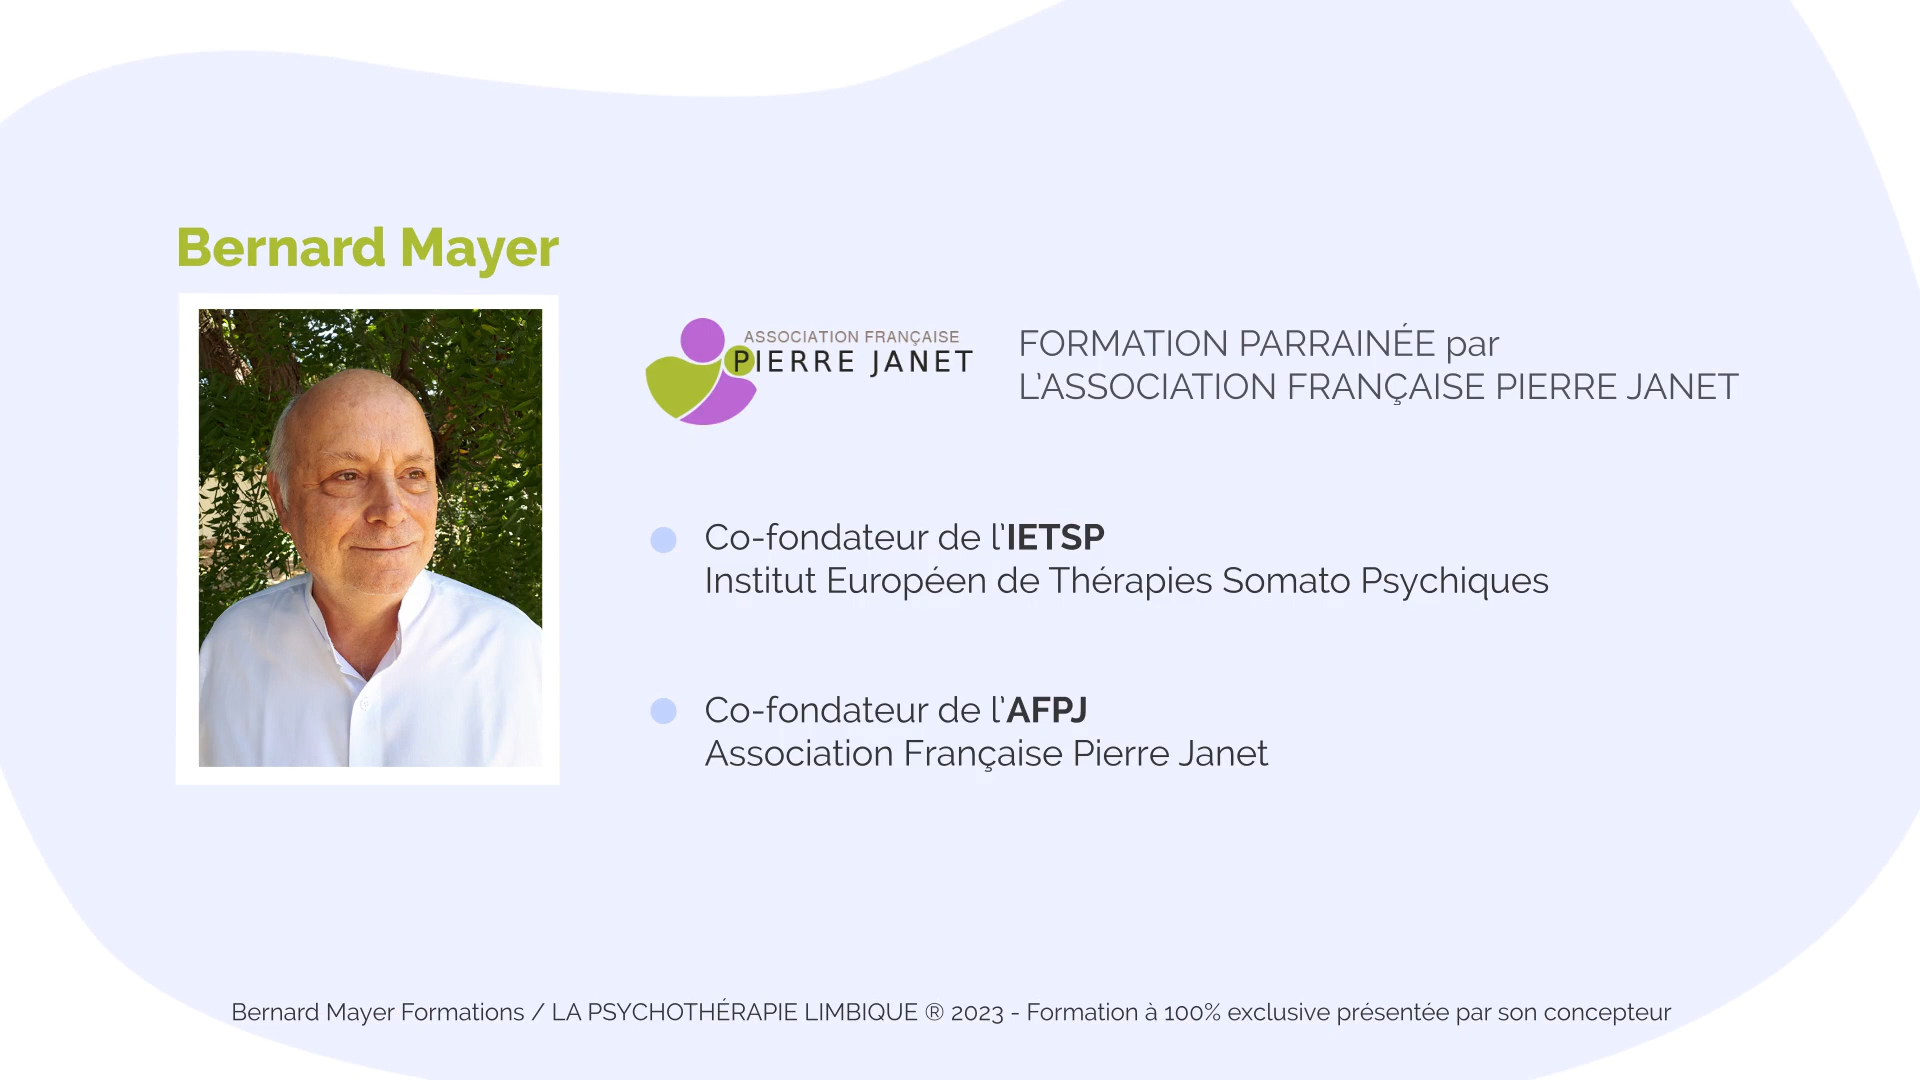 Bernard Mayer
ASSOCIATION FRANÇAISE
PIERRE JANET
FORMATION PARRAINÉE par
L’ASSOCIATION FRANÇAISE PIERRE JANET
Co-fondateur de l’IETSP
Institut Européen de Thérapies Somato Psychiques
Co-fondateur de l’AFPJ
Association Française Pierre Janet
Bernard Mayer Formations / LA PSYCHOTHÉRAPIE LIMBIQUE ® 2023 - Formation à 100% exclusive présentée par son concepteur